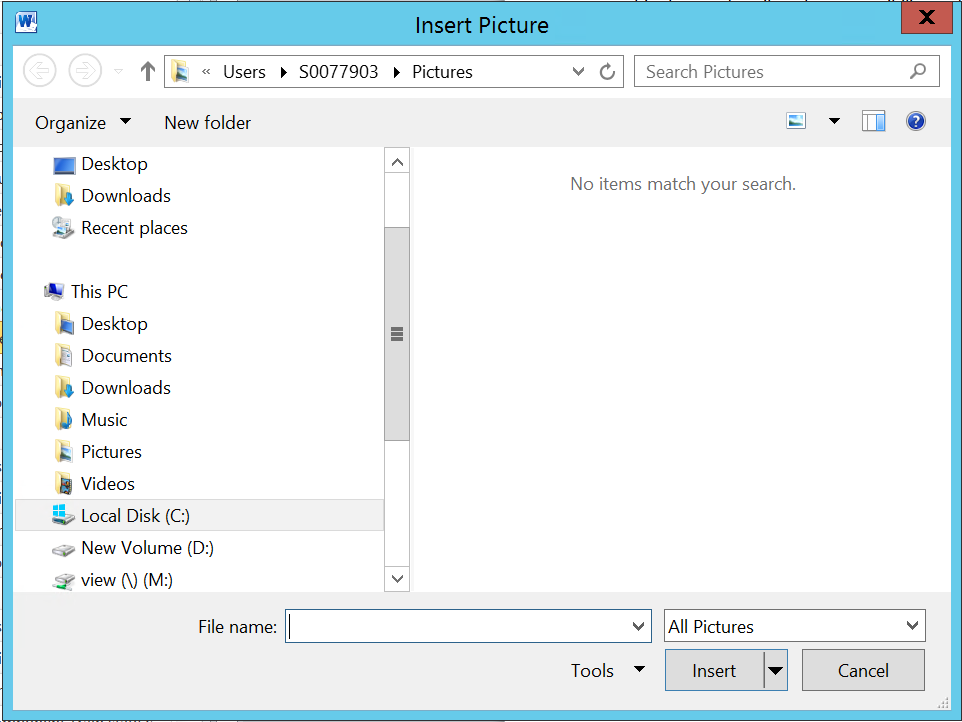 Insert Picture
« Users S0077903 Pictures
Search Pictures
Organize New folder
Desktop
Downloads
Recent places
This PC
Desktop
Documents
Downloads
Music
Pictures
Videos
Local Disk (C:)
New Volume (D:)
view (\) (M:)
No items match your search.
File name:
All Pictures
Tools Insert Cancel